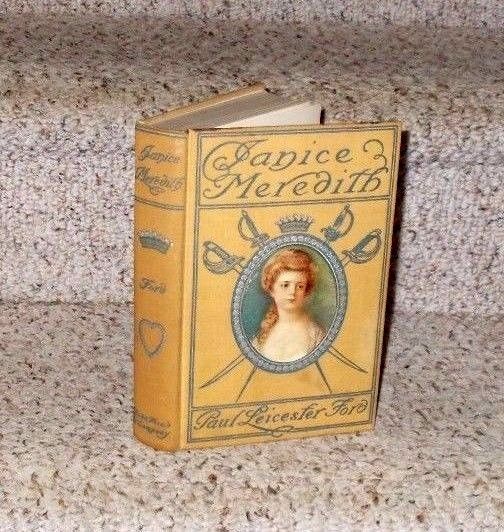 Janice
Meredith
Ford
Janice
Meredith
Paul Leicester Ford